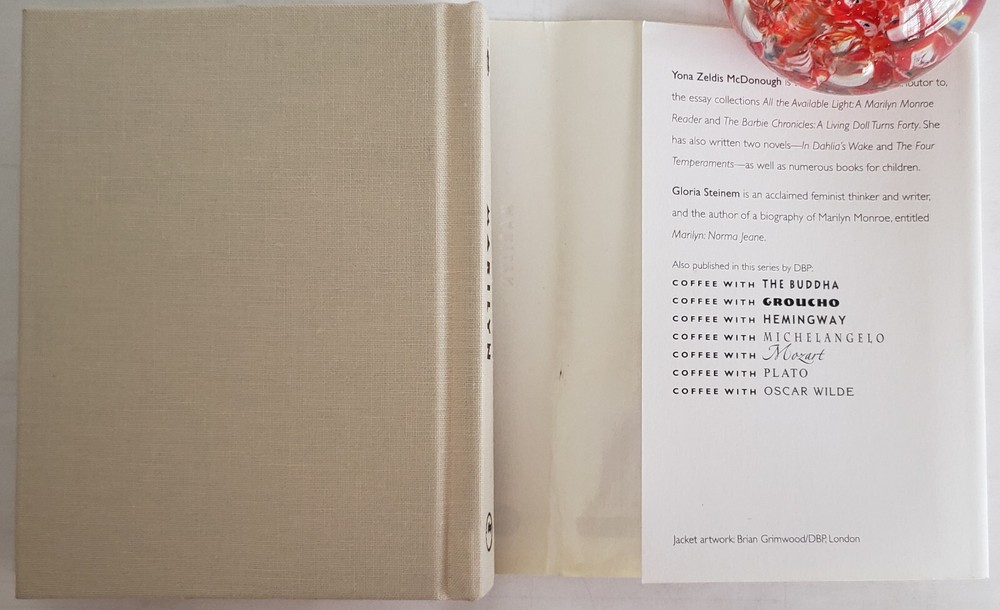 MARILYN
Yona Zeldis McDonough is butor to,
the essay collections All the Available Light: A Marilyn Monroe
Reader and The Barbie Chronicles: A Living Doll Turns Forty. She
has also written two novels—In Dahlia's Wake and The Four
Temperaments—as well as numerous books for children.
Gloria Steinem is an acclaimed feminist thinker and writer,
and the author of a biography of Marilyn Monroe, entitled
Marilyn: Norma Jeane.
Also published in this series by DBP:
COFFEE WITH THE BUDDHA
COFFEE WITH GROUCHO
COFFEE WITH HEMINGWAY
COFFEE WITH MICHELANGELO
COFFEE WITH Mozart
COFFEE WITH PLATO
COFFEE WITH OSCAR WILDE
Jacket artwork: Brian Grimwood/DBP, London